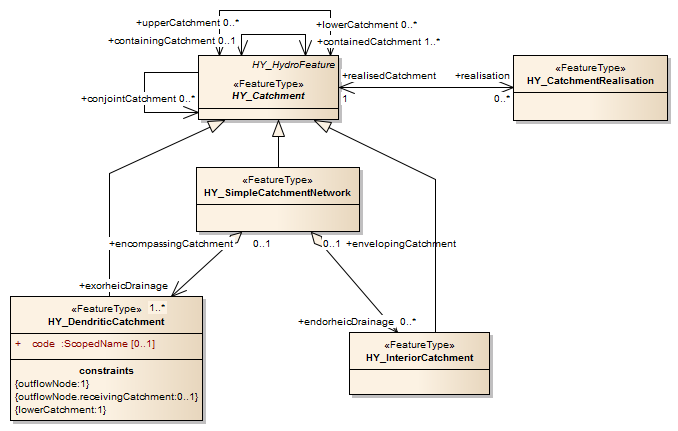 +upperCatchment 0..*
+lowerCatchment 0..*
+containingCatchment 0..1
+containedCatchment 1..*
HY_HydroFeature
«FeatureType»
HY_Catchment
+conjointCatchment 0..*
+realisedCatchment
1
+realisation
0..*
«FeatureType»
HY_CatchmentRealisation
«FeatureType»
HY_SimpleCatchmentNetwork
+encompassingCatchment
0..1
0..1
+envelopingCatchment
+exorheicDrainage
1..*
+endorheicDrainage 0..*
«FeatureType»
HY_DendriticCatchment
+ code :ScopedName [0..1]
constraints
{outflowNode:1}
{outflowNode.receivingCatchment:0..1}
{lowerCatchment:1}
«FeatureType»
HY_InteriorCatchment